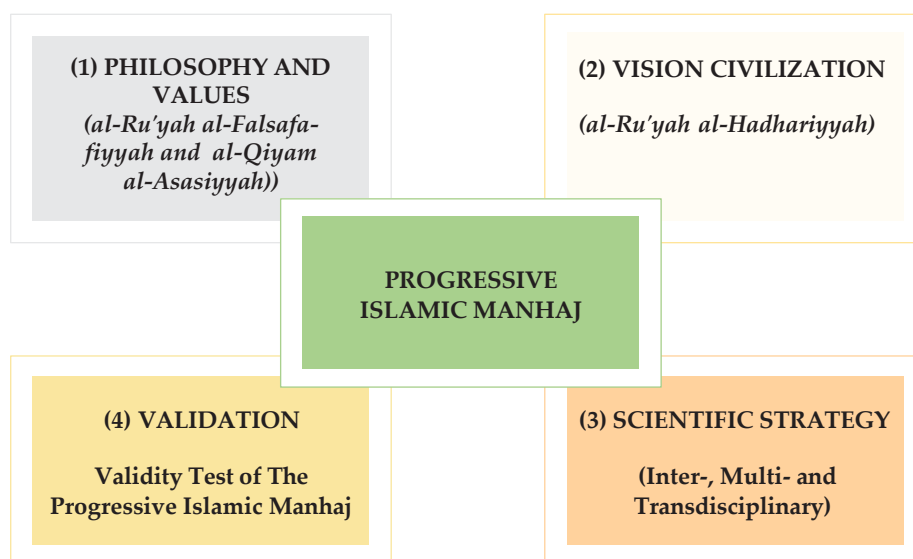 (1) PHILOSOPHY AND
VALUES
(al-Ru’yah al-Falsafa-
fiyyah and al-Qiyam
al-Asasiyyah))
(2) VISION CIVILIZATION
(al-Ru’yah al-Hadhariyyah)
PROGRESSIVE
ISLAMIC MANHAJ
(4) VALIDATION
Validity Test of The
Progressive Islamic Manhaj
(3) SCIENTIFIC STRATEGY
(Inter-, Multi- and
Transdisciplinary)